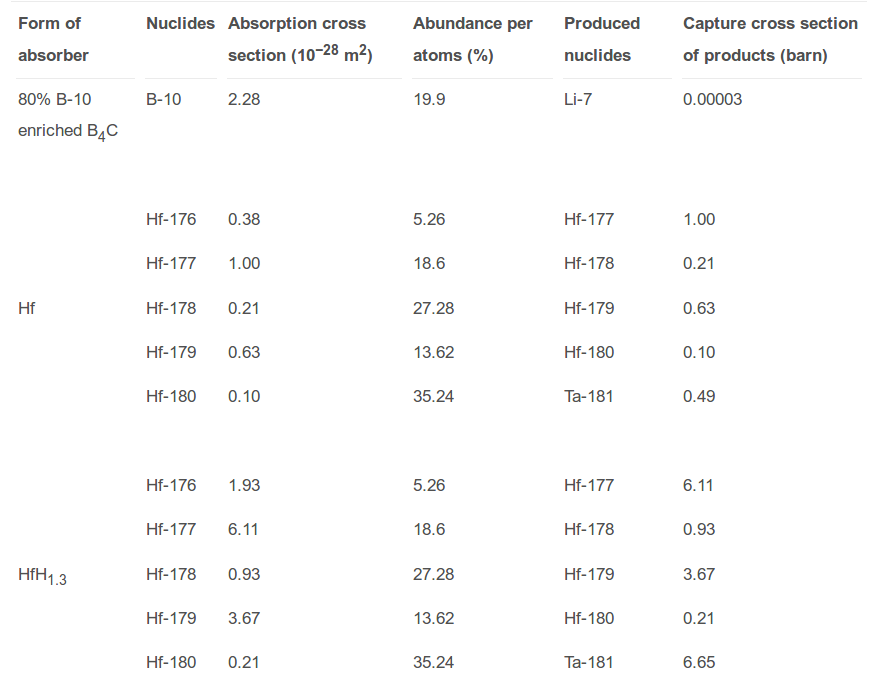 Form of absorber Nuclides Absorption cross section (10⁻²⁸ m²) Abundance per atoms (%) Produced nuclides Capture cross section of products (barn)
80% B-10 enriched B₄C B-10 2.28 19.9 Li-7 0.00003
Hf-176 0.38 5.26 Hf-177 1.00
Hf-177 1.00 18.6 Hf-178 0.21
Hf Hf-178 0.21 27.28 Hf-179 0.63
Hf-179 0.63 13.62 Hf-180 0.10
Hf-180 0.10 35.24 Ta-181 0.49
Hf-176 1.93 5.26 Hf-177 6.11
Hf-177 6.11 18.6 Hf-178 0.93
HfH₁.₃ Hf-178 0.93 27.28 Hf-179 3.67
Hf-179 3.67 13.62 Hf-180 0.21
Hf-180 0.21 35.24 Ta-181 6.65